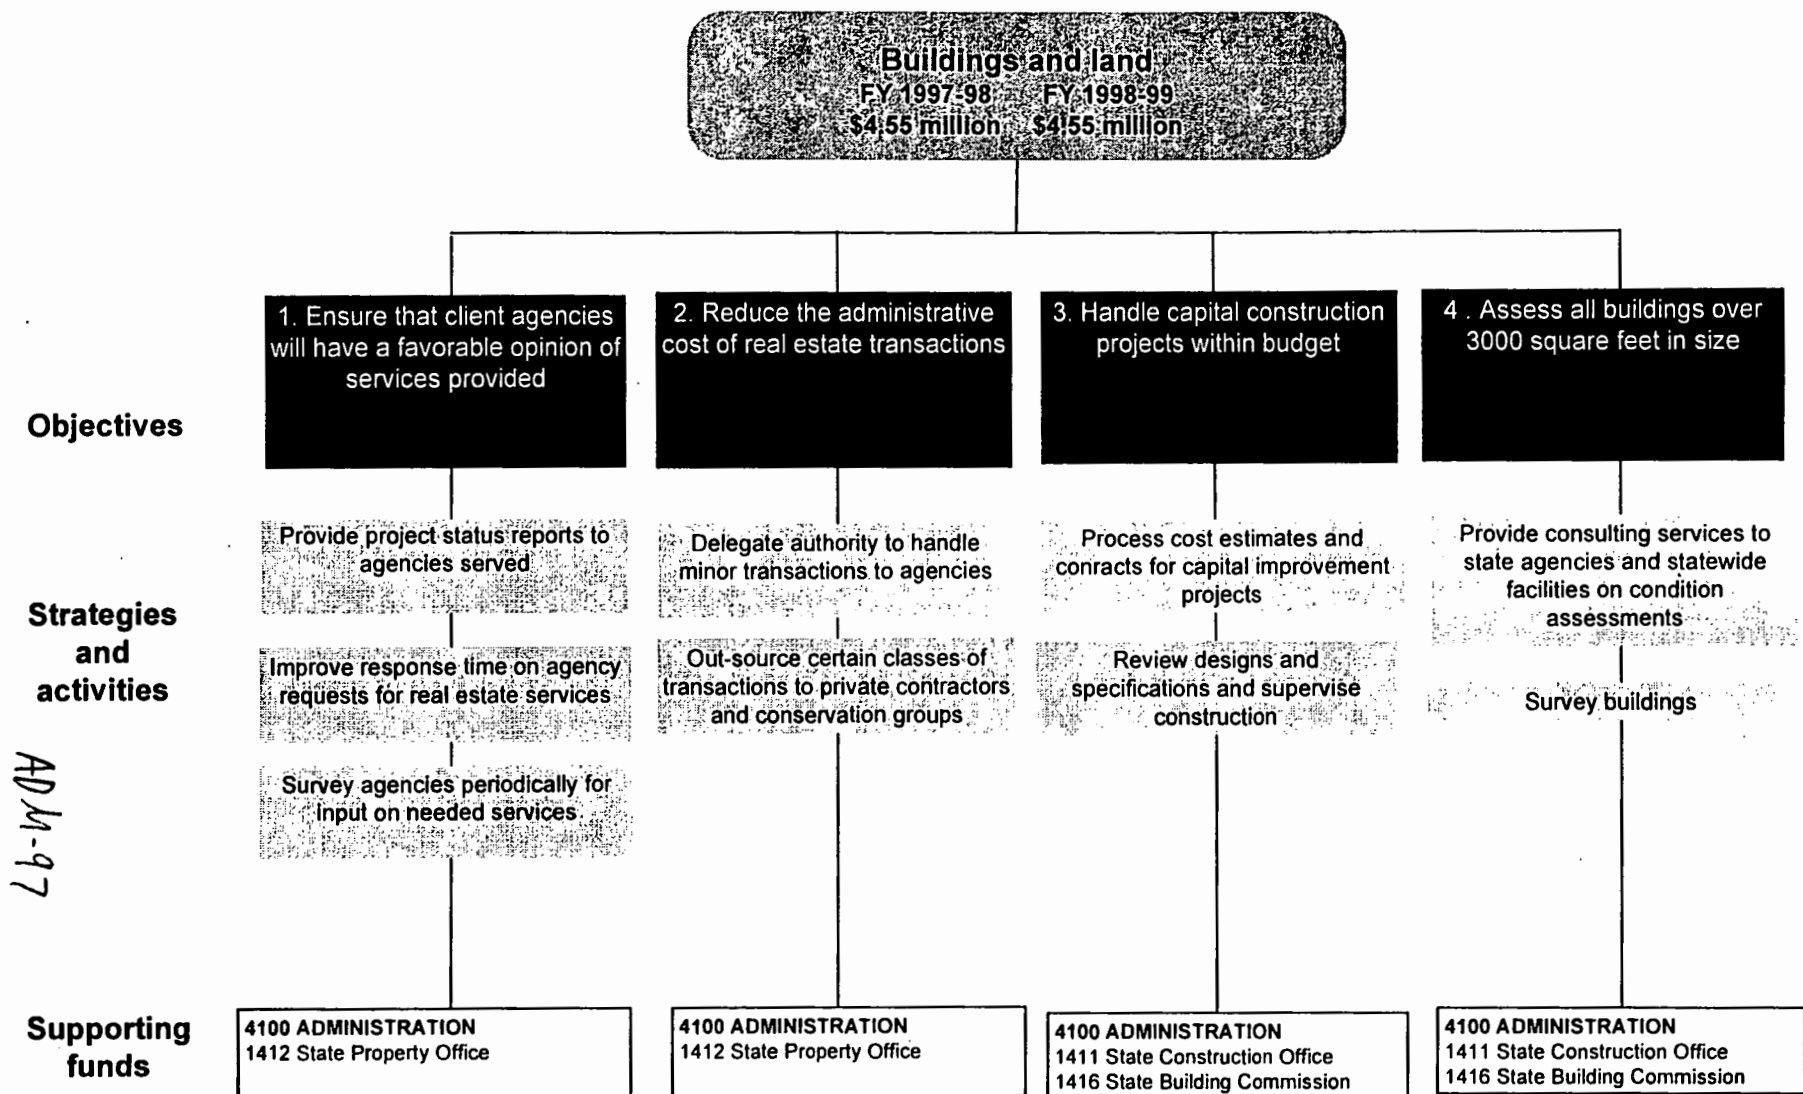 Buildings and land
FY 1997-98 FY 1998-99
$4.55 million $4.55 million
Objectives
1. Ensure that client agencies
will have a favorable opinion of
services provided
2. Reduce the administrative
cost of real estate transactions
3. Handle capital construction
projects within budget
4 . Assess all buildings over
3000 square feet in size
Strategies
and
activities
Provide project status reports to
agencies served
Improve response time on agency
requests for real estate services
Survey agencies periodically for
input on needed services
Delegate authority to handle
minor transactions to agencies
Out-source certain classes of
transactions to private contractors
and conservation groups
Process cost estimates and
conracts for capital improvement
projects
Review designs and
specifications and supervise
construction
Provide consulting services to
state agencies and statewide
facilities on condition
assessments
Survey buildings
ADM-97
Supporting
funds
4100 ADMINISTRATION
1412 State Property Office
4100 ADMINISTRATION
1412 State Property Office
4100 ADMINISTRATION
1411 State Construction Office
1416 State Building Commission
4100 ADMINISTRATION
1411 State Construction Office
1416 State Building Commission